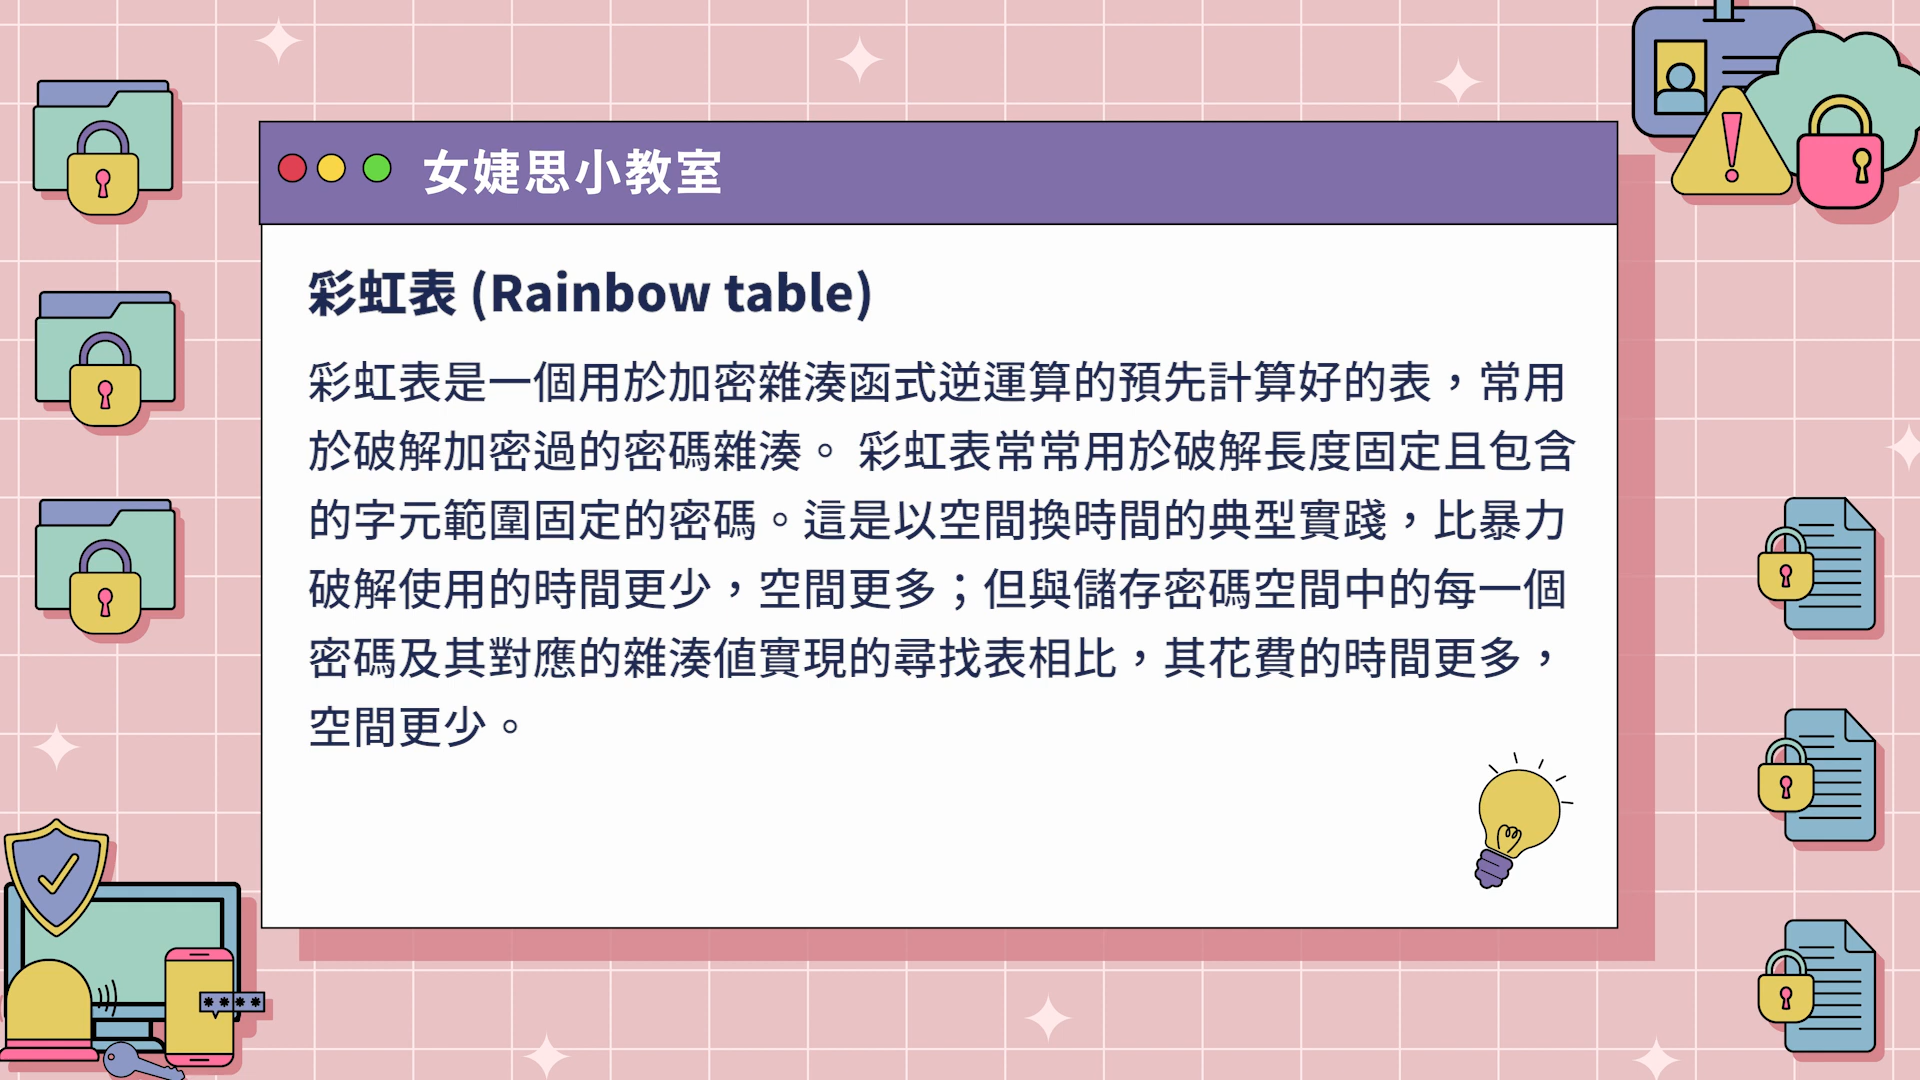 女婕思小教室
彩虹表 (Rainbow table)
彩虹表是一個用於加密雜湊函式逆運算的預先計算好的表，常用
於破解加密過的密碼雜湊。 彩虹表常常用於破解長度固定且包含
的字元範圍固定的密碼。這是以空間換時間的典型實踐，比暴力
破解使用的時間更少，空間更多；但與儲存密碼空間中的每一個
密碼及其對應的雜湊值實現的尋找表相比，其花費的時間更多，
空間更少。
****